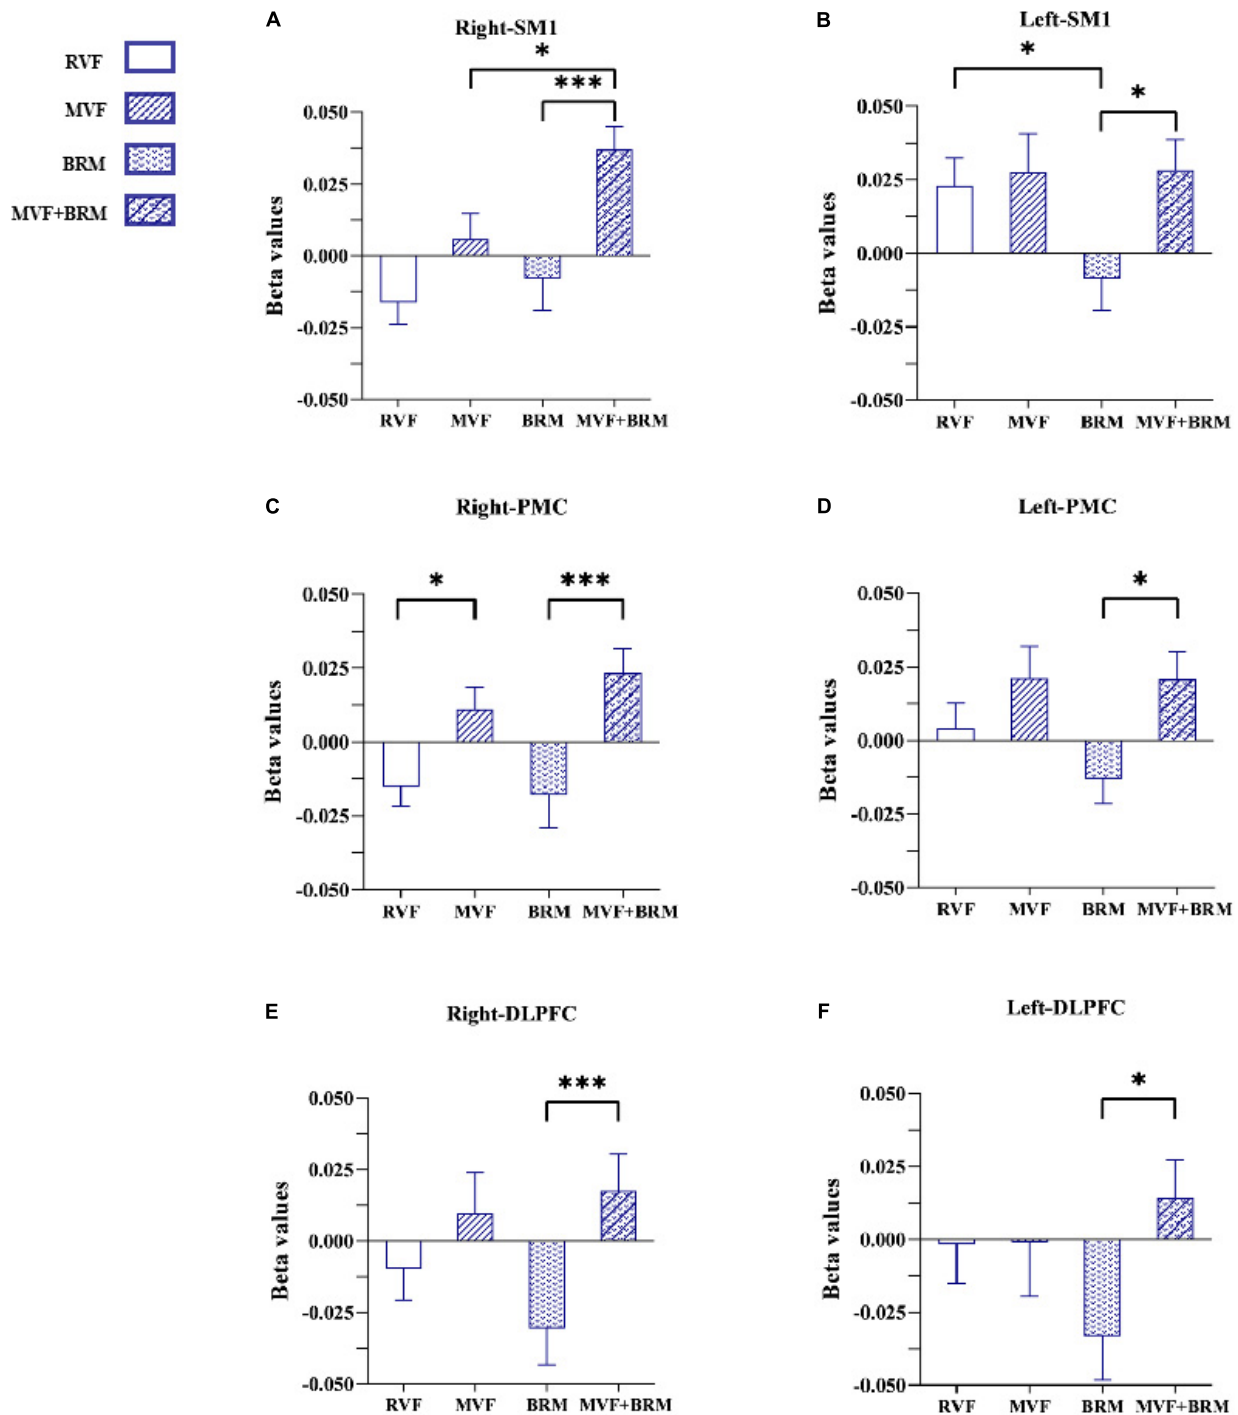 RVF
MVF
BRM
MVF+BRM
A
Right-SM1
*
***
0.050
0.025
0.000
-0.025
-0.050
Beta values
RVF MVF BRM MVF+BRM
B
Left-SM1
*
*
0.050
0.025
0.000
-0.025
-0.050
Beta values
RVF MVF BRM MVF+BRM
C
Right-PMC
* ***
0.050
0.025
0.000
-0.025
-0.050
Beta values
RVF MVF BRM MVF+BRM
D
Left-PMC
*
0.050
0.025
0.000
-0.025
-0.050
Beta values
RVF MVF BRM MVF+BRM
E
Right-DLPFC
***
0.050
0.025
0.000
-0.025
-0.050
Beta values
RVF MVF BRM MVF+BRM
F
Left-DLPFC
*
0.050
0.025
0.000
-0.025
-0.050
Beta values
RVF MVF BRM MVF+BRM